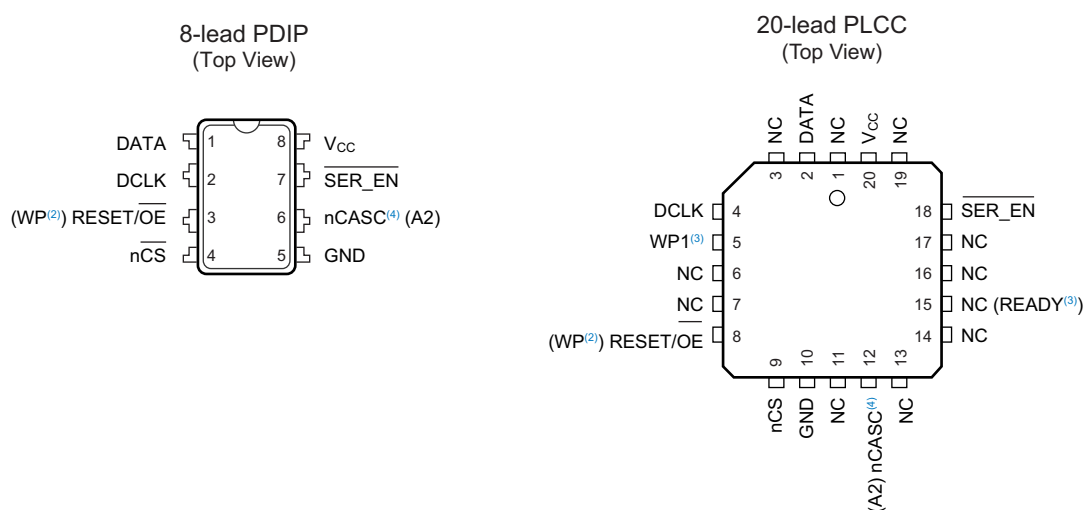 8-lead PDIP
(Top View)
DATA 1 8 VCC
DCLK 2 7 SER_EN
(WP(2)) RESET/OE 3 6 nCASC(4) (A2)
nCS 4 5 GND
20-lead PLCC
(Top View)
NC DATA NC VCC NC
3 2 1 20 19
DCLK 4 18 SER_EN
WP1(3) 5 17 NC
NC 6 16 NC
NC 7 15 NC (READY(3))
(WP(2)) RESET/OE 8 14 NC
9 10 11 12 13
nCS GND NC (A2) nCASC(4) NC